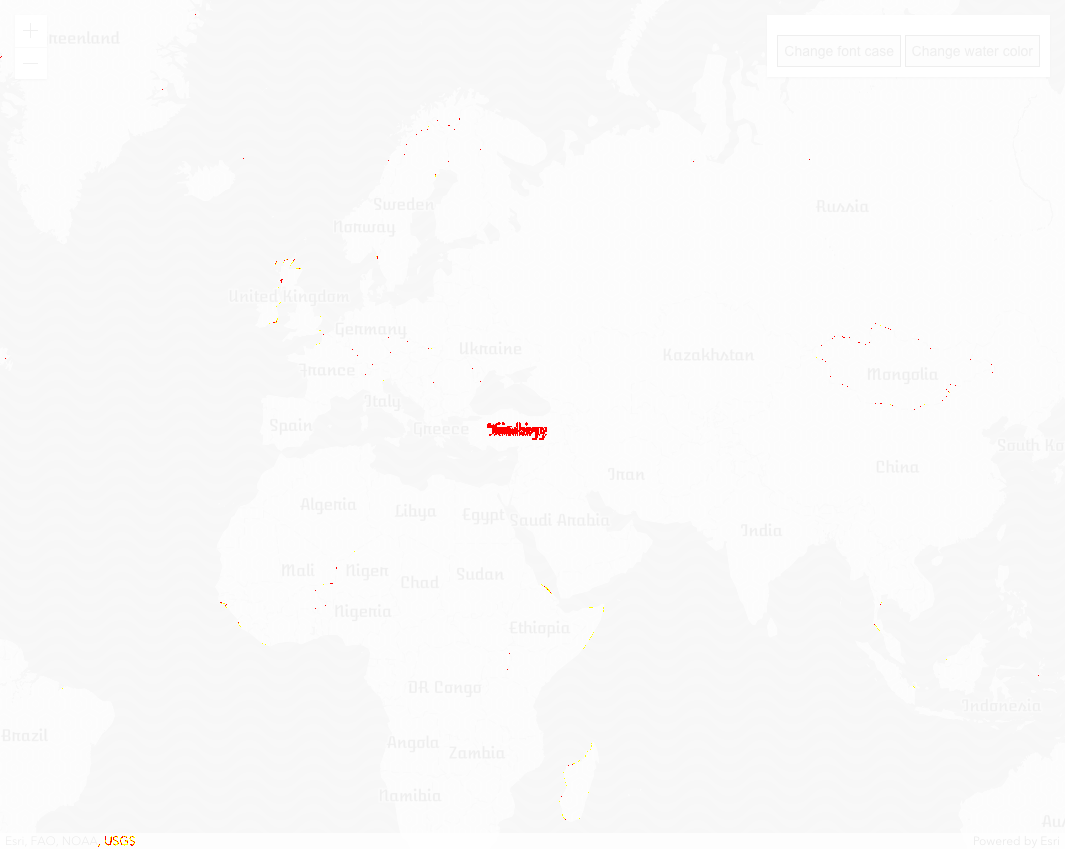 +
reenland
−
Change font case
Change water color
Sweden
Russia
Norway
United Kingdom
Germany
Ukraine
Kazakhstan
France
Mongolia
Italy
Spain
Greece
South Ko
China
Iran
Algeria
Libya
Egypt
Saudi Arabia
India
Mali
Niger
Chad
Sudan
Nigeria
Ethiopia
DR Congo
Indonesia
Brazil
Angola
Zambia
Namibia
Aus
Esri, FAO, NOAA, USGS
Powered by Esri